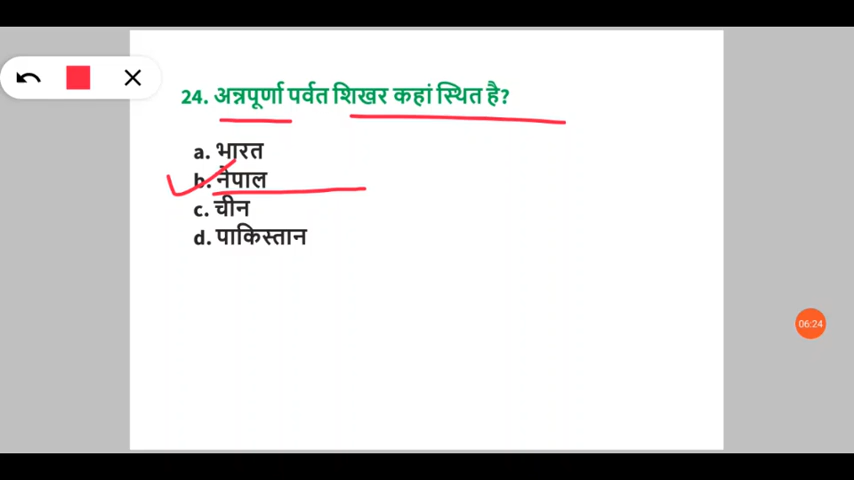 24. अन्नपूर्णा पर्वत शिखर कहां स्थित है?
a. भारत
b. नेपाल
c. चीन
d. पाकिस्तान
06:24